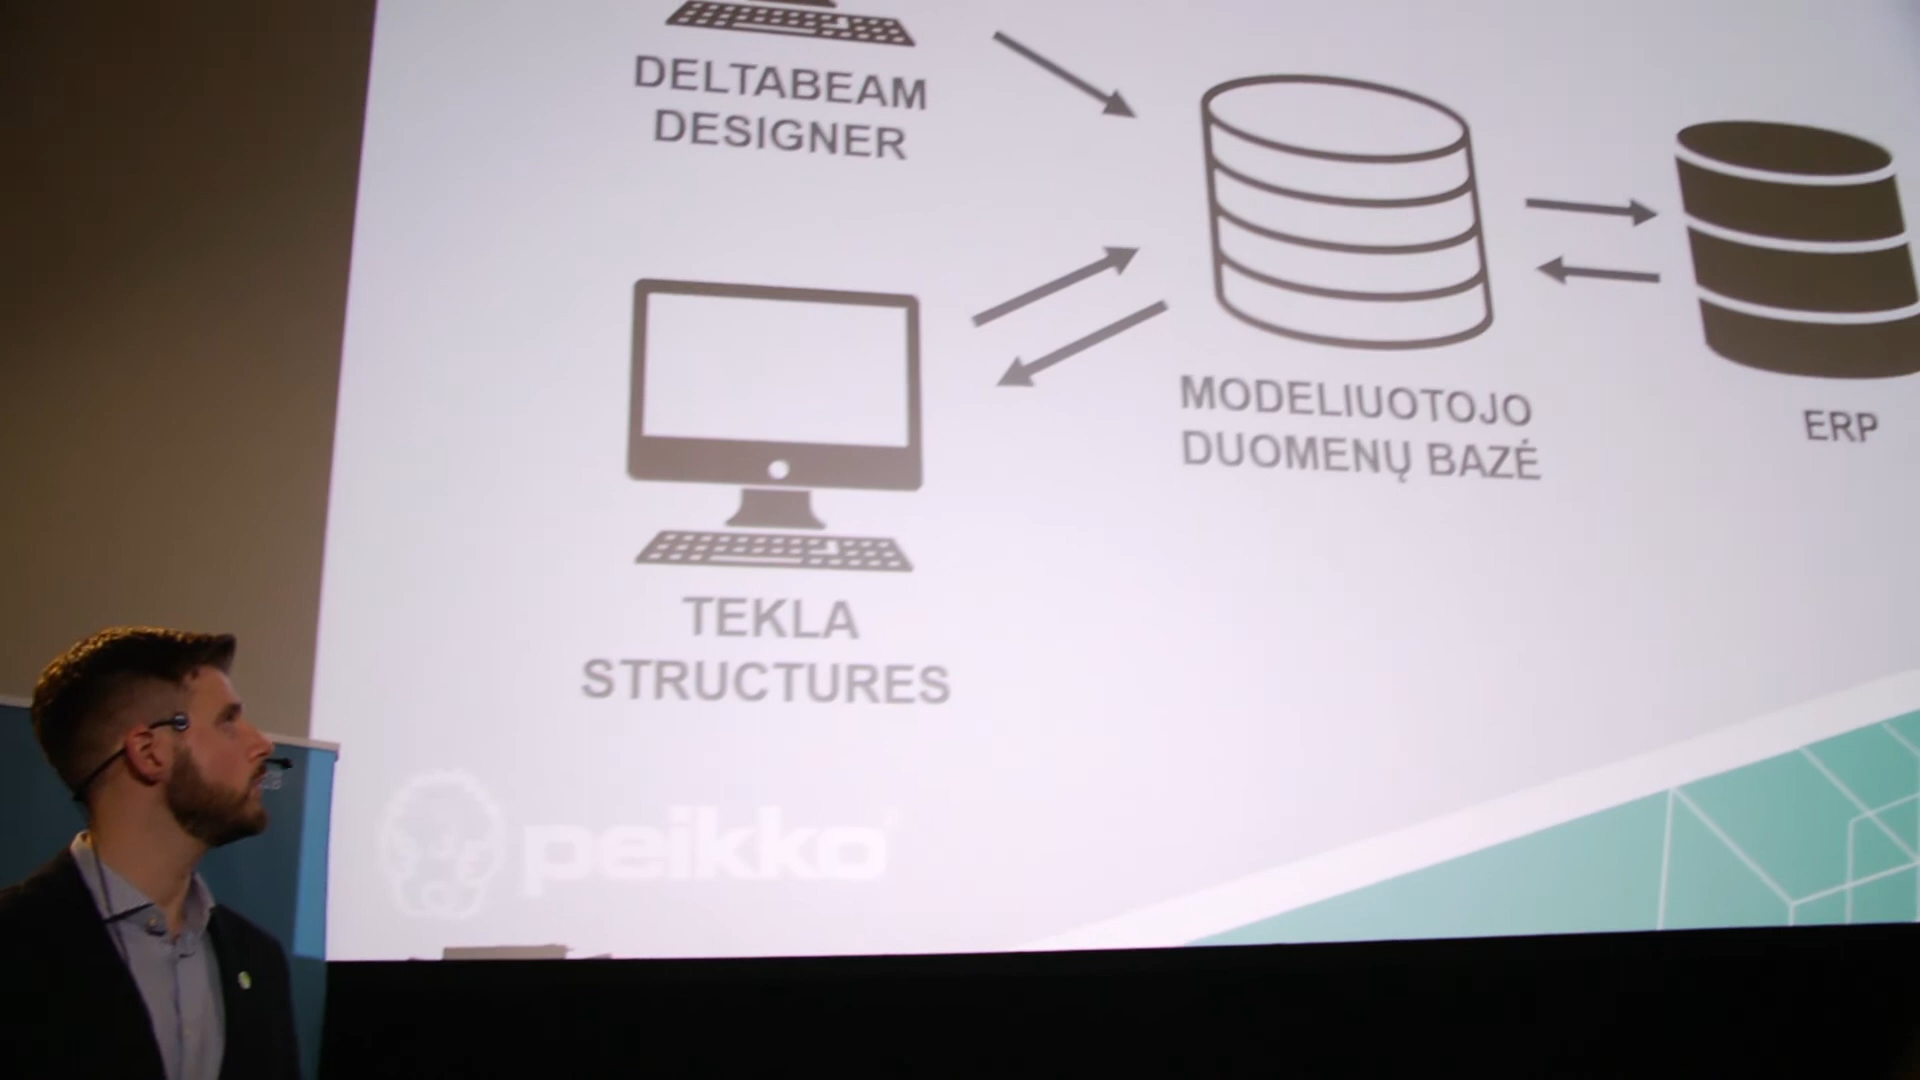 DELTABEAM
DESIGNER
MODELIUOTOJO
DUOMENŲ BAZĖ
ERP
TEKLA
STRUCTURES
peikko